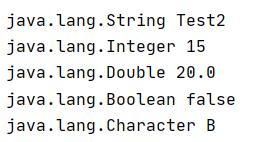 java.lang.String Test2
java.lang.Integer 15
java.lang.Double 20.0
java.lang.Boolean false
java.lang.Character B